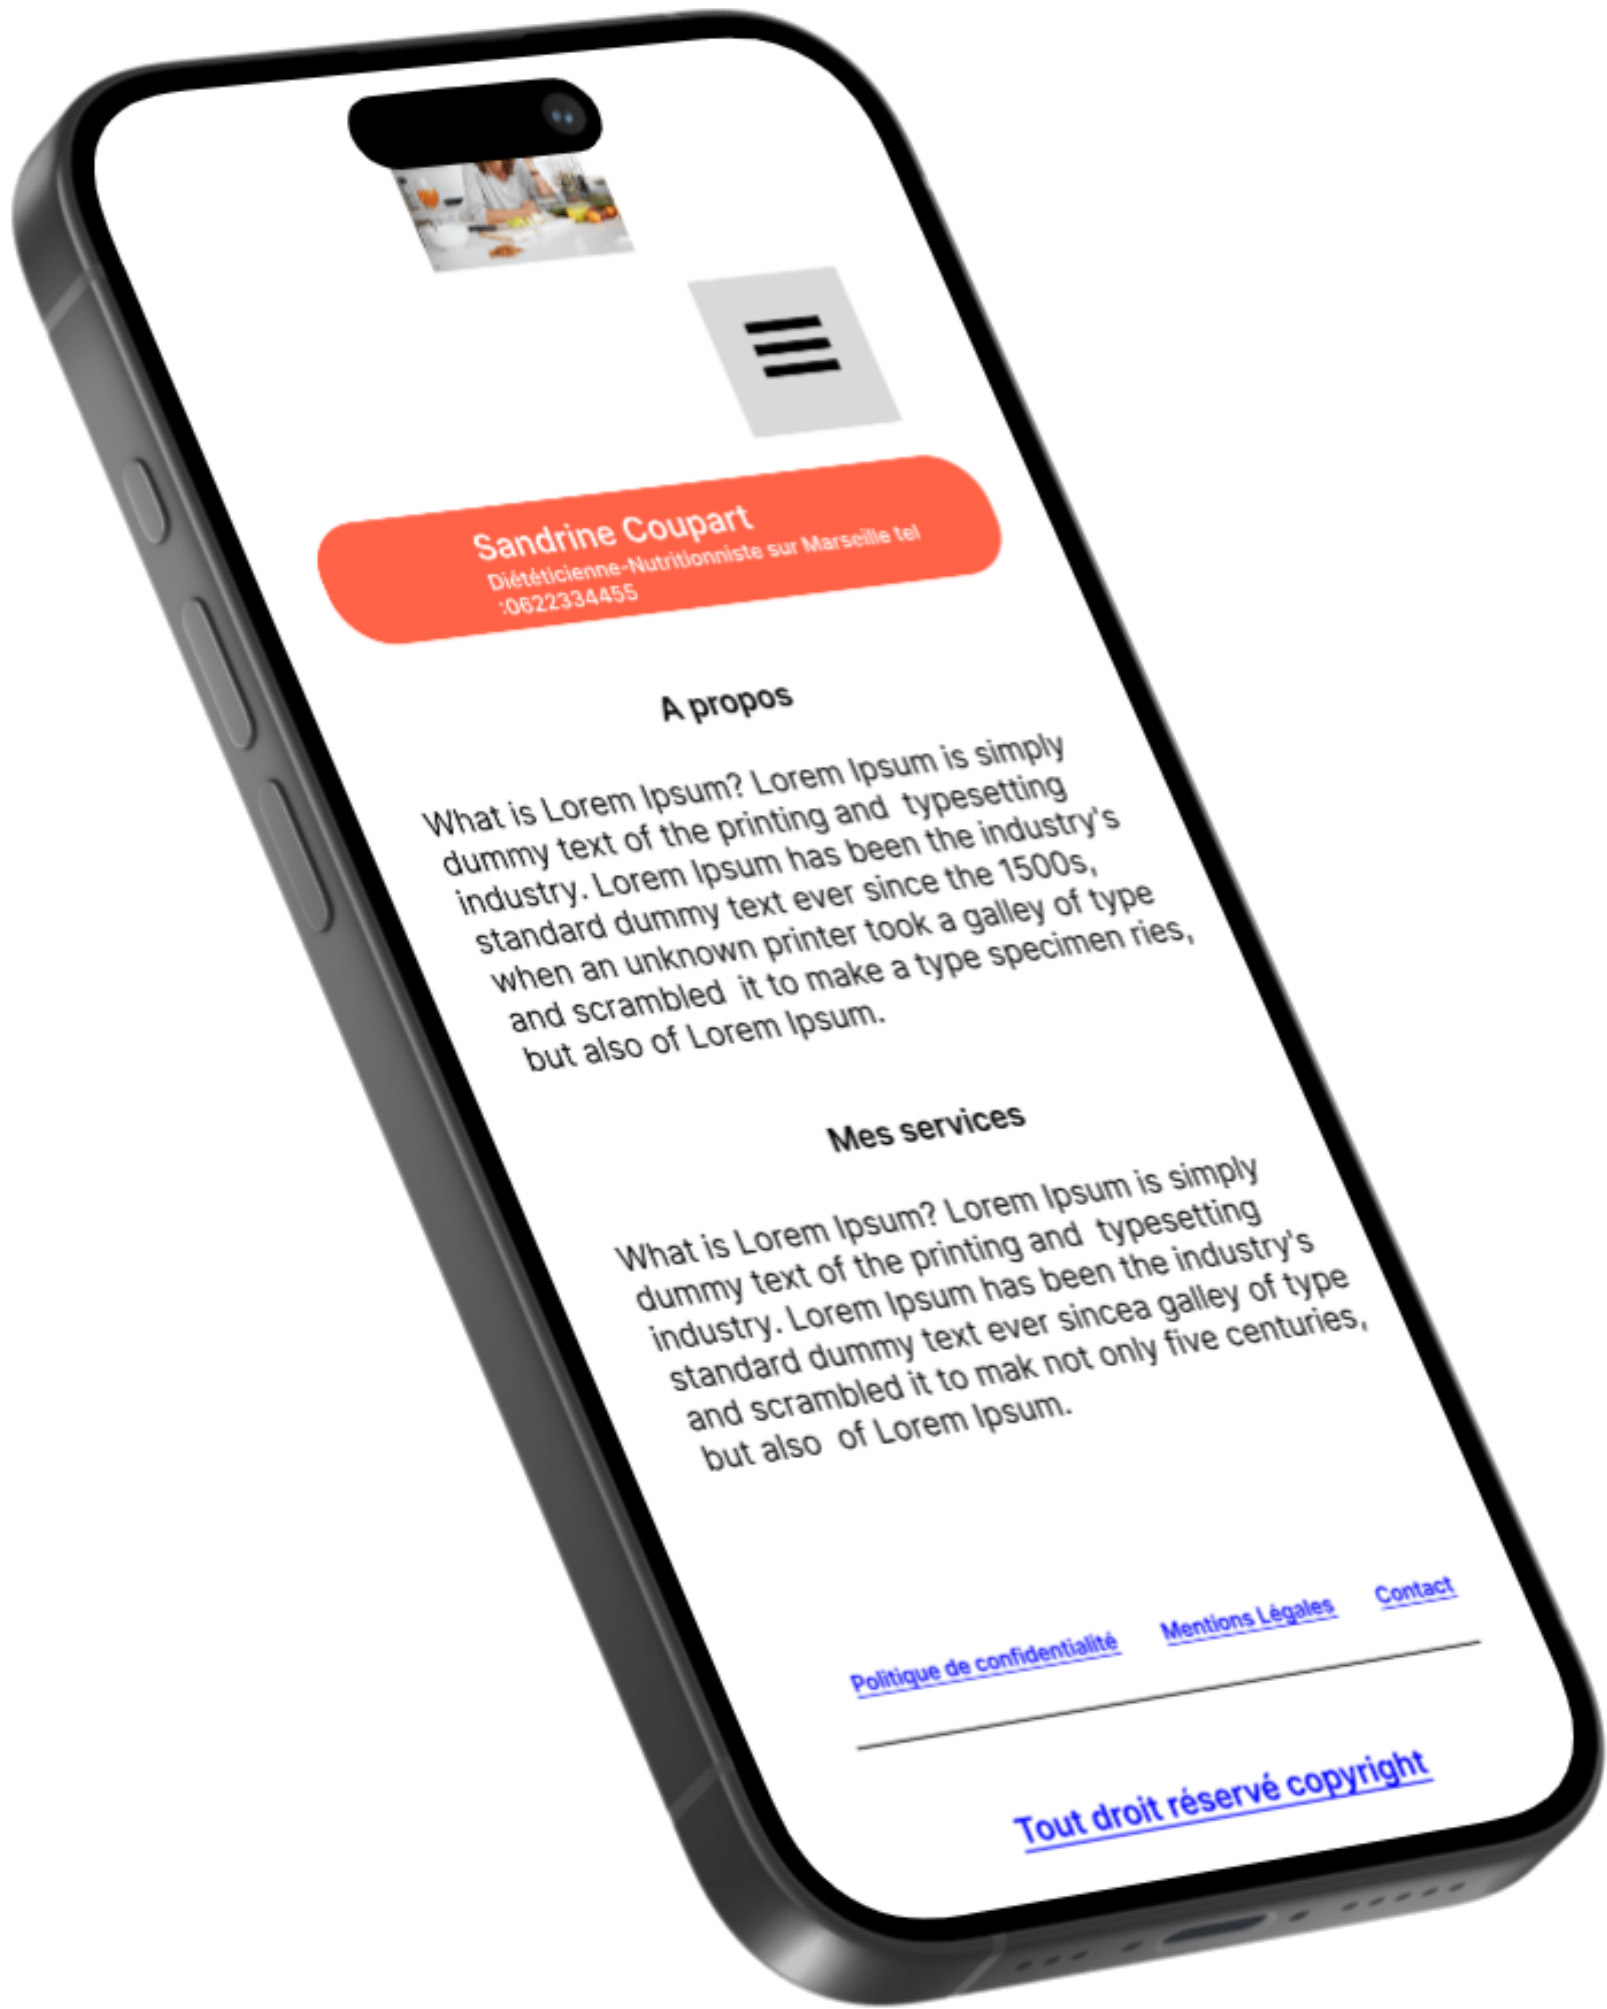 Sandrine Coupart
Diététicienne-Nutritionniste sur Marseille tel
:0622334455
A propos
What is Lorem Ipsum? Lorem Ipsum is simply
dummy text of the printing and typesetting
industry. Lorem Ipsum has been the industry's
standard dummy text ever since the 1500s,
when an unknown printer took a galley of type
and scrambled it to make a type specimen ries,
but also of Lorem Ipsum.
Mes services
What is Lorem Ipsum? Lorem Ipsum is simply
dummy text of the printing and typesetting
industry. Lorem Ipsum has been the industry's
standard dummy text ever sincea galley of type
and scrambled it to mak not only five centuries,
but also of Lorem Ipsum.
Politique de confidentialité Mentions Légales Contact
Tout droit réservé copyright